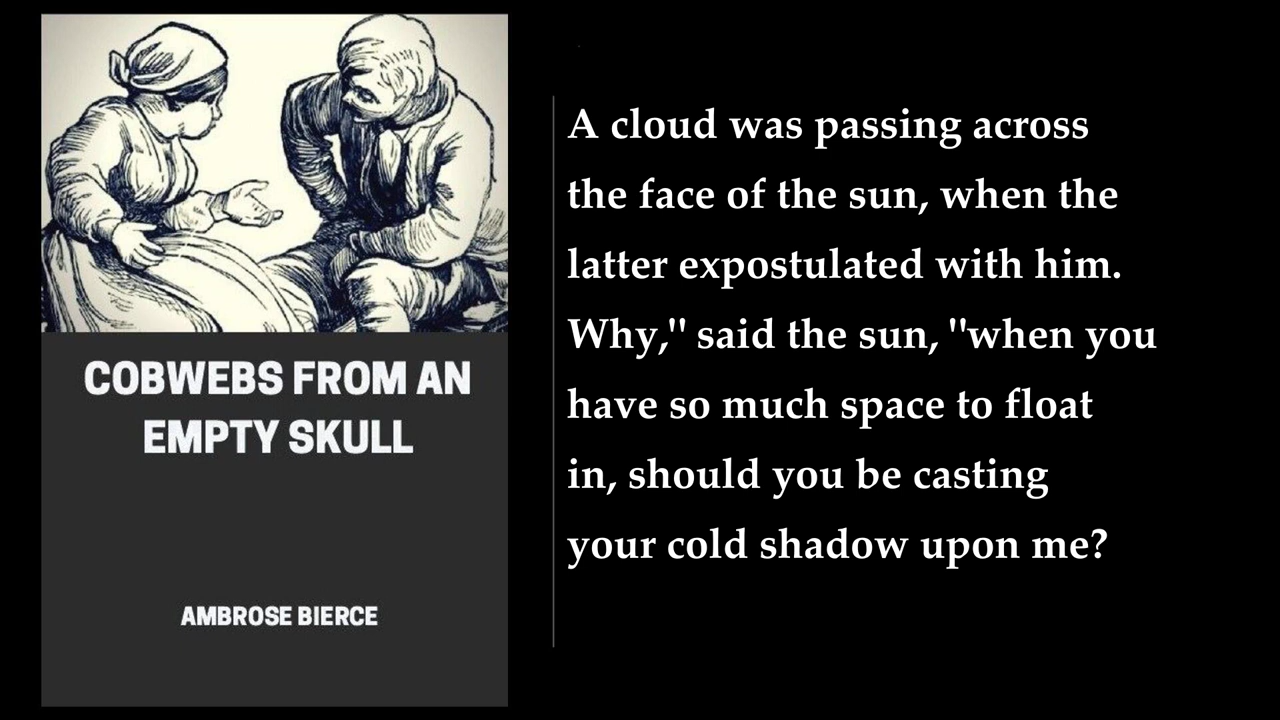 COBWEBS FROM AN
EMPTY SKULL
AMBROSE BIERCE
A cloud was passing across
the face of the sun, when the
latter expostulated with him.
Why," said the sun, "when you
have so much space to float
in, should you be casting
your cold shadow upon me?